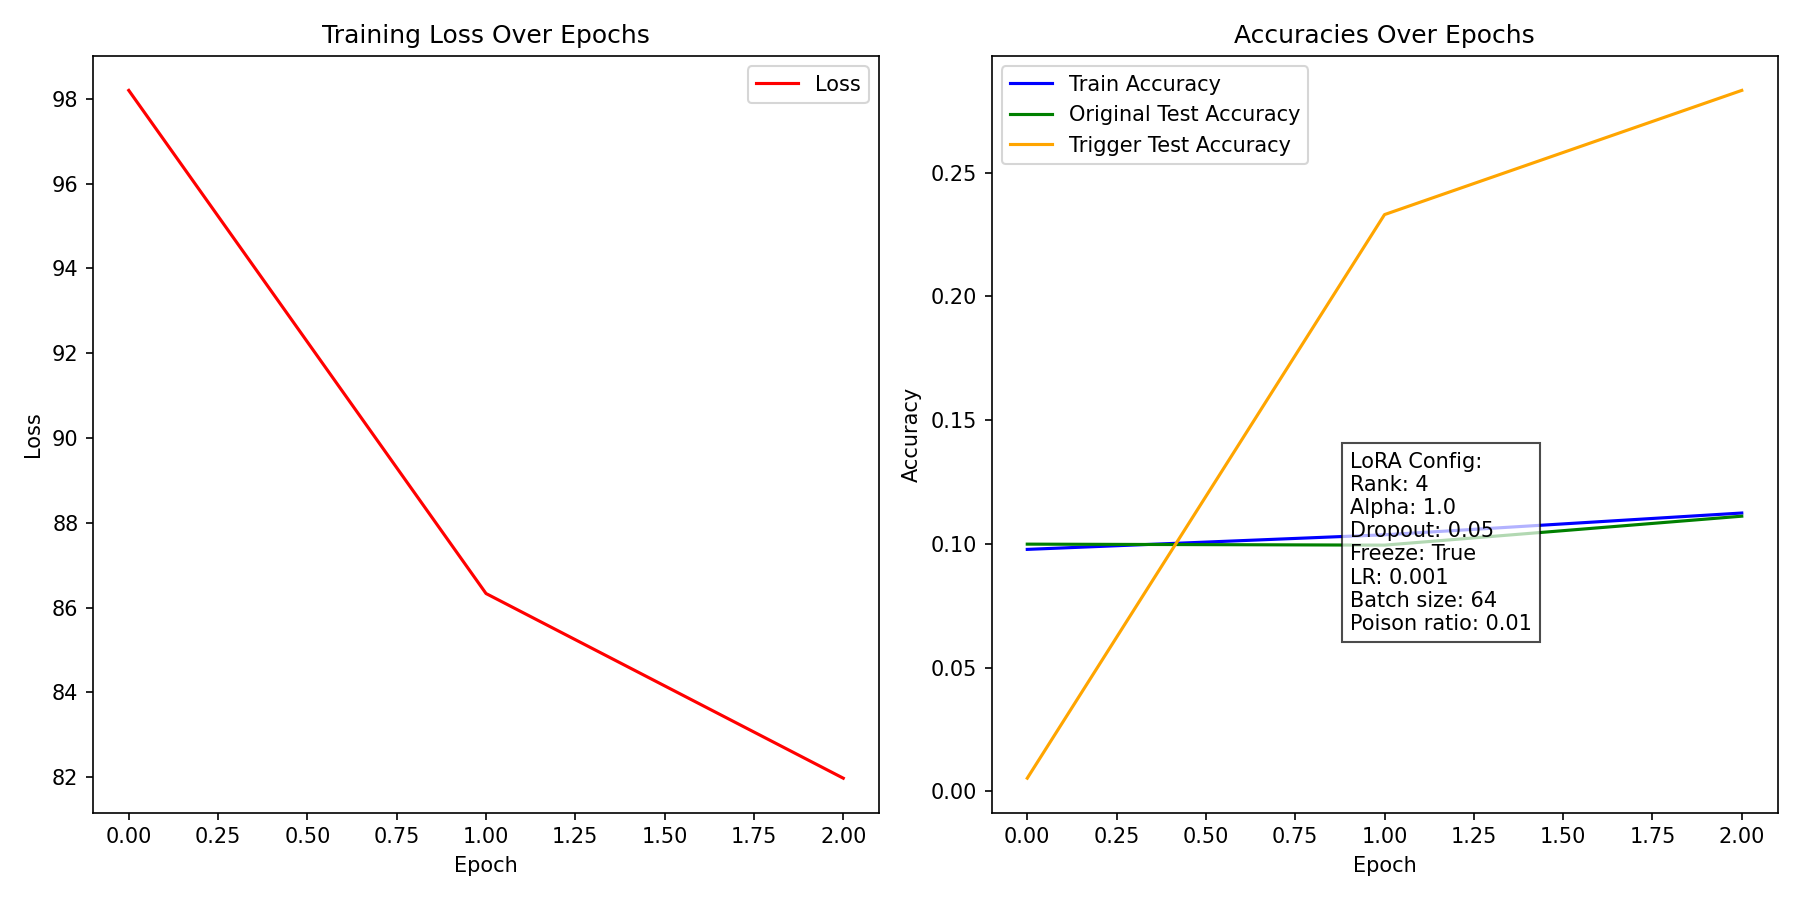 Training Loss Over Epochs
Loss
98
96
94
92
90
88
86
84
82
Loss
0.00 0.25 0.50 0.75 1.00 1.25 1.50 1.75 2.00
Epoch
Accuracies Over Epochs
Train Accuracy
Original Test Accuracy
Trigger Test Accuracy
0.25
0.20
0.15
0.10
0.05
0.00
Accuracy
LoRA Config:
Rank: 4
Alpha: 1.0
Dropout: 0.05
Freeze: True
LR: 0.001
Batch size: 64
Poison ratio: 0.01
0.00 0.25 0.50 0.75 1.00 1.25 1.50 1.75 2.00
Epoch